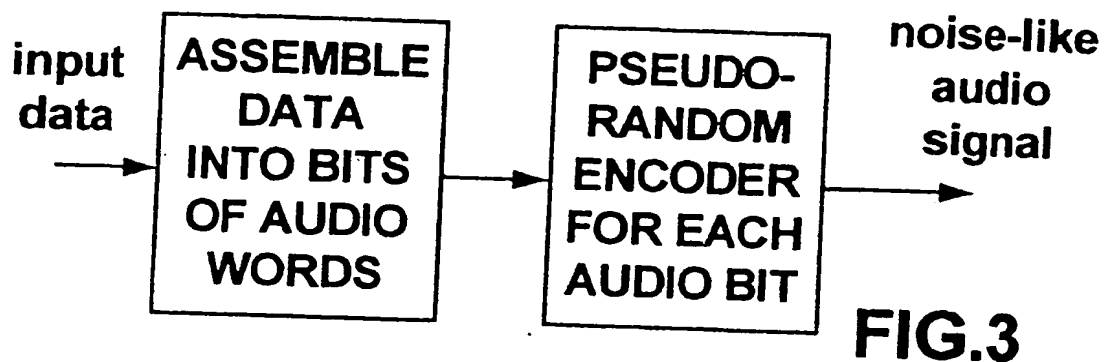 input
data
ASSEMBLE
DATA
INTO BITS
OF AUDIO
WORDS
PSEUDO-
RANDOM
ENCODER
FOR EACH
AUDIO BIT
noise-like
audio
signal
FIG.3